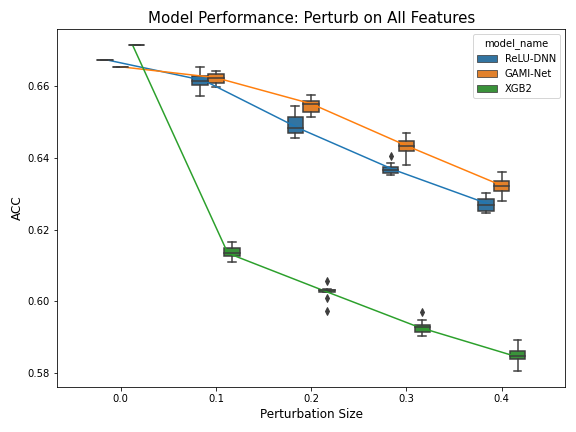 Model Performance: Perturb on All Features
model_name
ReLU-DNN
GAMI-Net
XGB2
ACC
0.66
0.64
0.62
0.60
0.58
0.0
0.1
0.2
0.3
0.4
Perturbation Size